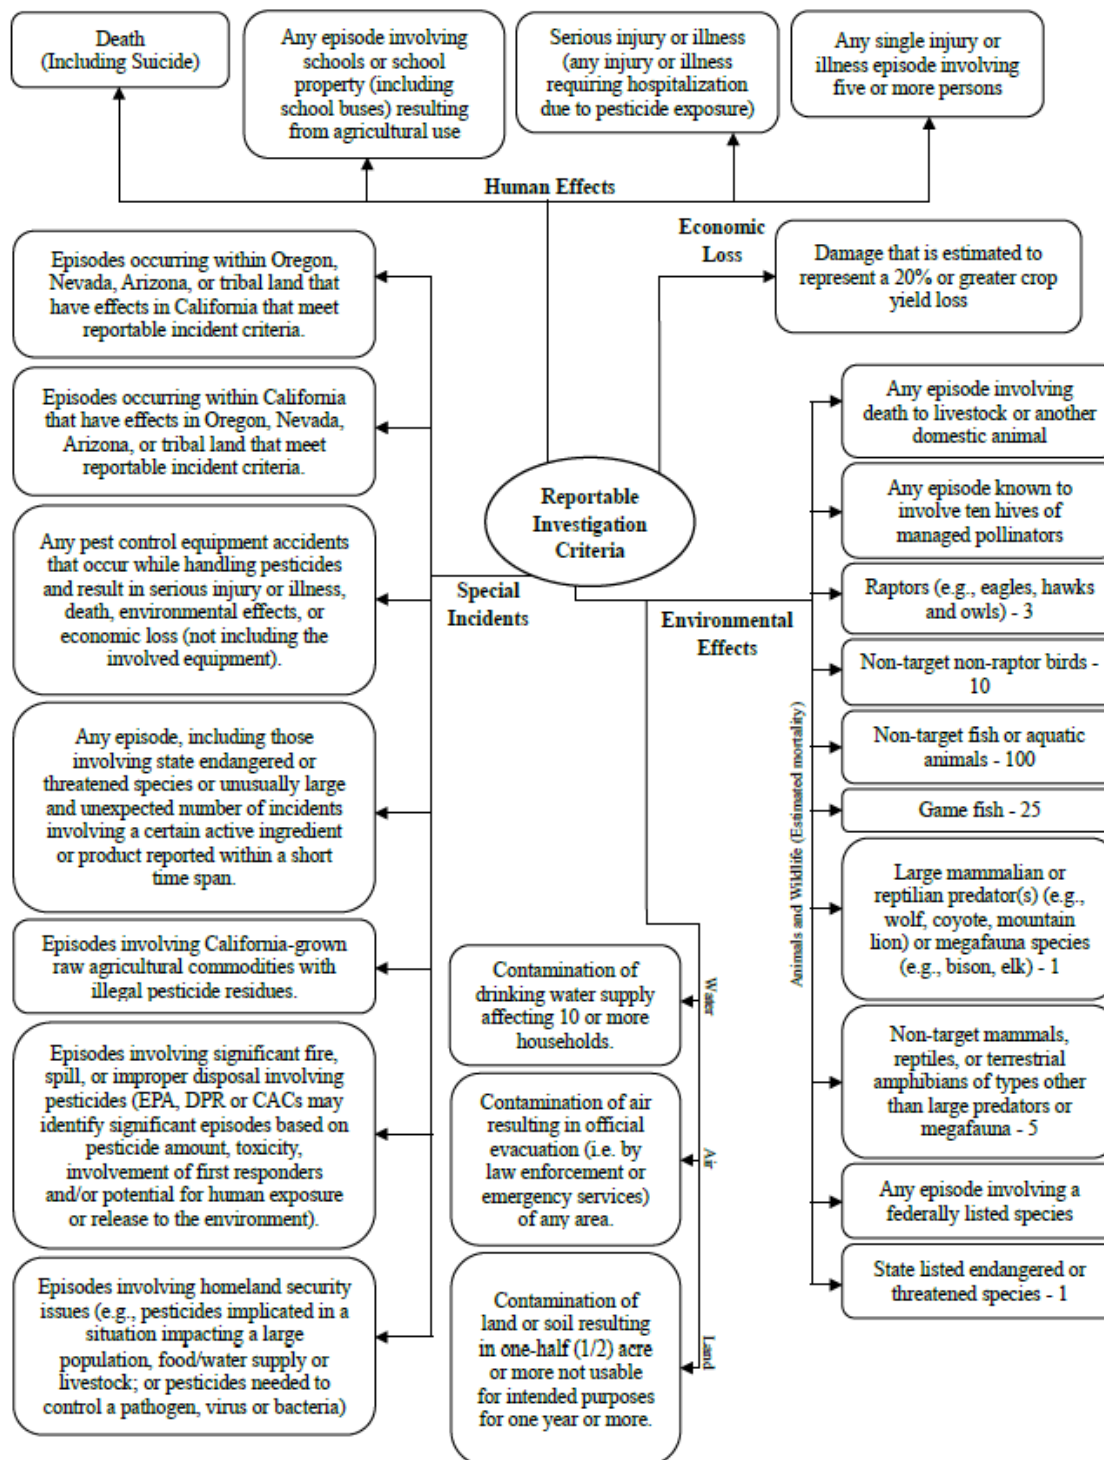 Death
(Including Suicide)
Any episode involving
schools or school
property (including
school buses) resulting
from agricultural use
Serious injury or illness
(any injury or illness
requiring hospitalization
due to pesticide exposure)
Any single injury or
illness episode involving
five or more persons
Human Effects
Economic
Loss
Damage that is estimated to
represent a 20% or greater crop
yield loss
Episodes occurring within Oregon,
Nevada, Arizona, or tribal land that
have effects in California that meet
reportable incident criteria.
Episodes occurring within California
that have effects in Oregon, Nevada,
Arizona, or tribal land that meet
reportable incident criteria.
Any pest control equipment accidents
that occur while handling pesticides
and result in serious injury or illness,
death, environmental effects, or
economic loss (not including the
involved equipment).
Any episode, including those
involving state endangered or
threatened species or unusually large
and unexpected number of incidents
involving a certain active ingredient
or product reported within a short
time span.
Episodes involving California-grown
raw agricultural commodities with
illegal pesticide residues.
Episodes involving significant fire,
spill, or improper disposal involving
pesticides (EPA, DPR or CACs may
identify significant episodes based on
pesticide amount, toxicity,
involvement of first responders
and/or potential for human exposure
or release to the environment).
Episodes involving homeland security
issues (e.g., pesticides implicated in a
situation impacting a large
population, food/water supply or
livestock; or pesticides needed to
control a pathogen, virus or bacteria)
Reportable
Investigation
Criteria
Special
Incidents
Environmental
Effects
Water
Contamination of
drinking water supply
affecting 10 or more
households.
Air
Contamination of air
resulting in official
evacuation (i.e. by
law enforcement or
emergency services)
of any area.
Land
Contamination of
land or soil resulting
in one-half (1/2) acre
or more not usable
for intended purposes
for one year or more.
Animals and Wildlife (Estimated mortality)
Any episode involving
death to livestock or another
domestic animal
Any episode known to
involve ten hives of
managed pollinators
Raptors (e.g., eagles, hawks
and owls) - 3
Non-target non-raptor birds -
10
Non-target fish or aquatic
animals - 100
Game fish - 25
Large mammalian or
reptilian predator(s) (e.g.,
wolf, coyote, mountain
lion) or megafauna species
(e.g., bison, elk) - 1
Non-target mammals,
reptiles, or terrestrial
amphibians of types other
than large predators or
megafauna - 5
Any episode involving a
federally listed species
State listed endangered or
threatened species - 1